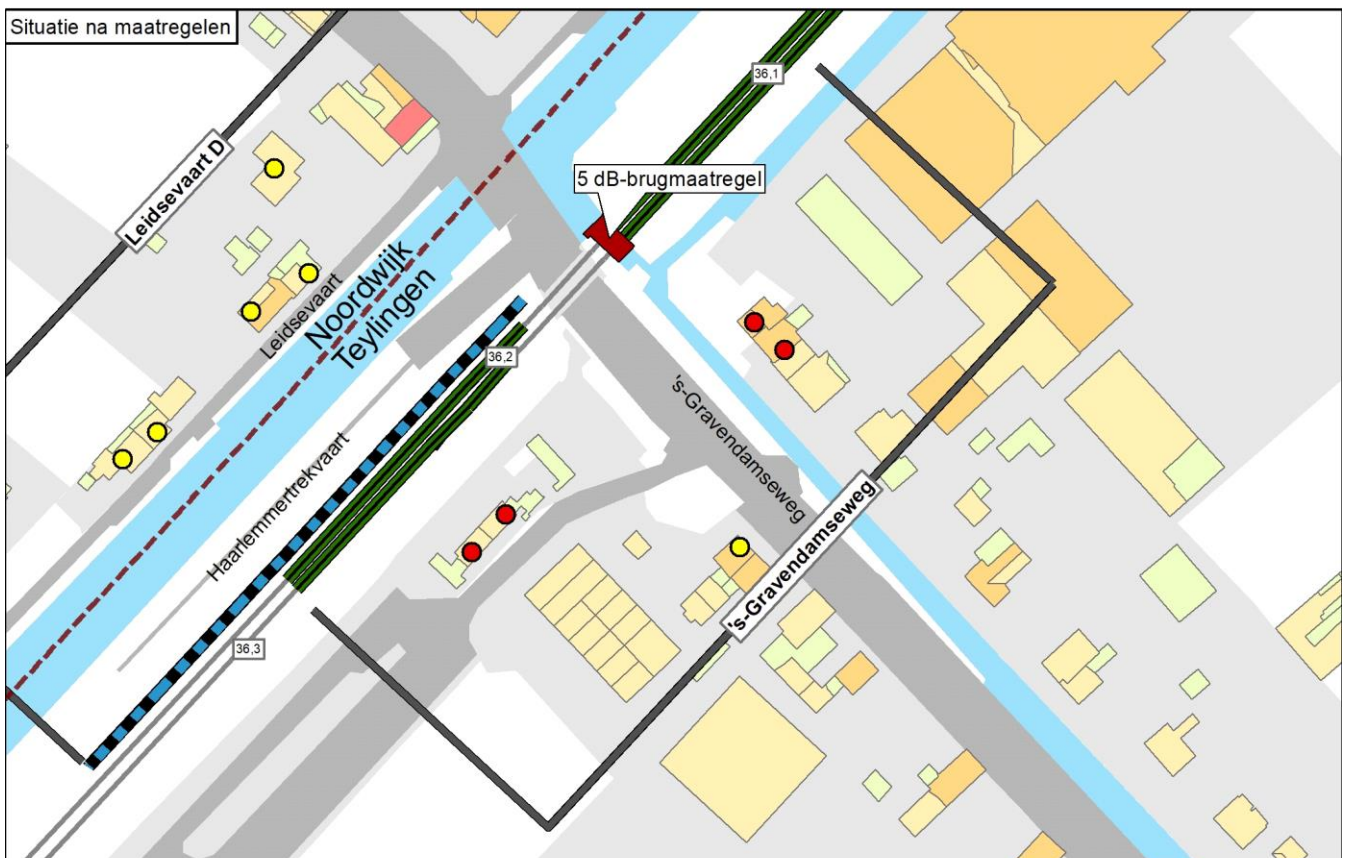 Situatie na maatregelen
36,1
Leidsevaart D
5 dB-brugmaatregel
Noordwijk
Teylingen
Leidsevaart
36,2
's-Gravendamseweg
Haarlemmertrekvaart
's-Gravendamseweg
36,3